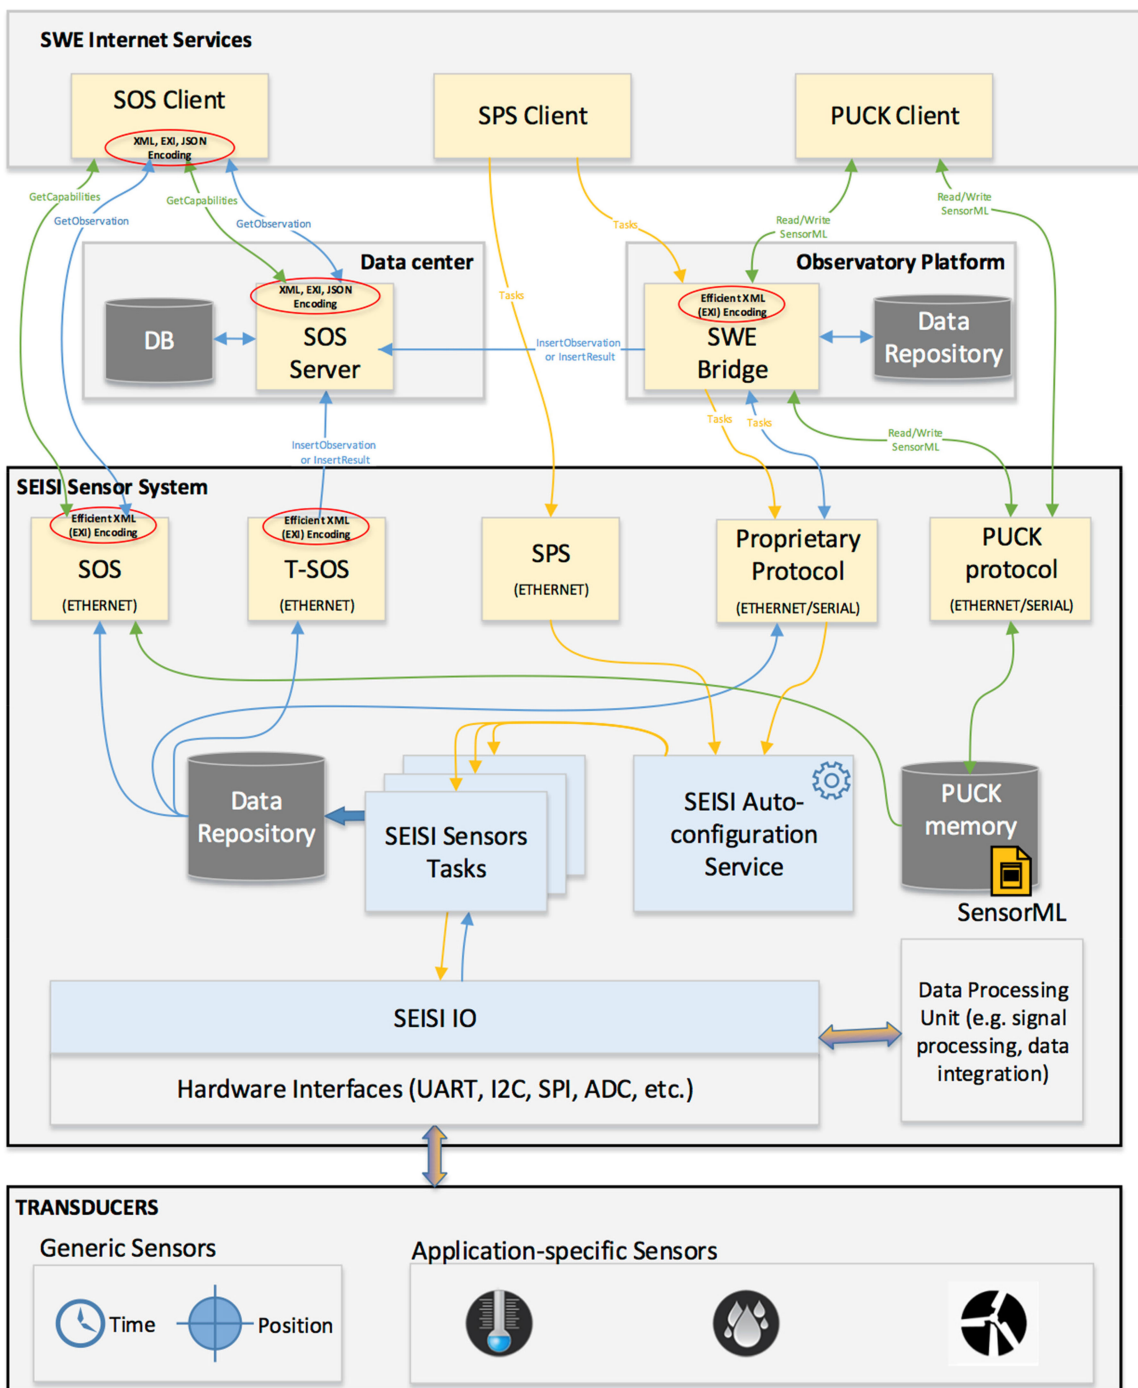 SWE Internet Services
SOS Client
XML, EXI, JSON
Encoding
SPS Client
PUCK Client
GetCapabilities
GetObservation
GetCapabilities
GetObservation
Tasks
Tasks
Read/Write
SensorML
Read/Write
SensorML
Data center
XML, EXI, JSON
Encoding
DB
SOS
Server
InsertObservation
or InsertResult
Observatory Platform
Efficient XML
(EXI) Encoding
SWE
Bridge
Data
Repository
InsertObservation
or InsertResult
Tasks
Tasks
Read/Write
SensorML
SEISI Sensor System
Efficient XML
(EXI) Encoding
SOS
(ETHERNET)
Efficient XML
(EXI) Encoding
T-SOS
(ETHERNET)
SPS
(ETHERNET)
Proprietary
Protocol
(ETHERNET/SERIAL)
PUCK
protocol
(ETHERNET/SERIAL)
Data
Repository
SEISI Sensors
Tasks
SEISI Auto-
configuration
Service
PUCK
memory
SensorML
SEISI IO
Hardware Interfaces (UART, I2C, SPI, ADC, etc.)
Data Processing
Unit (e.g. signal
processing, data
integration)
TRANSDUCERS
Generic Sensors
Time
Position
Application-specific Sensors